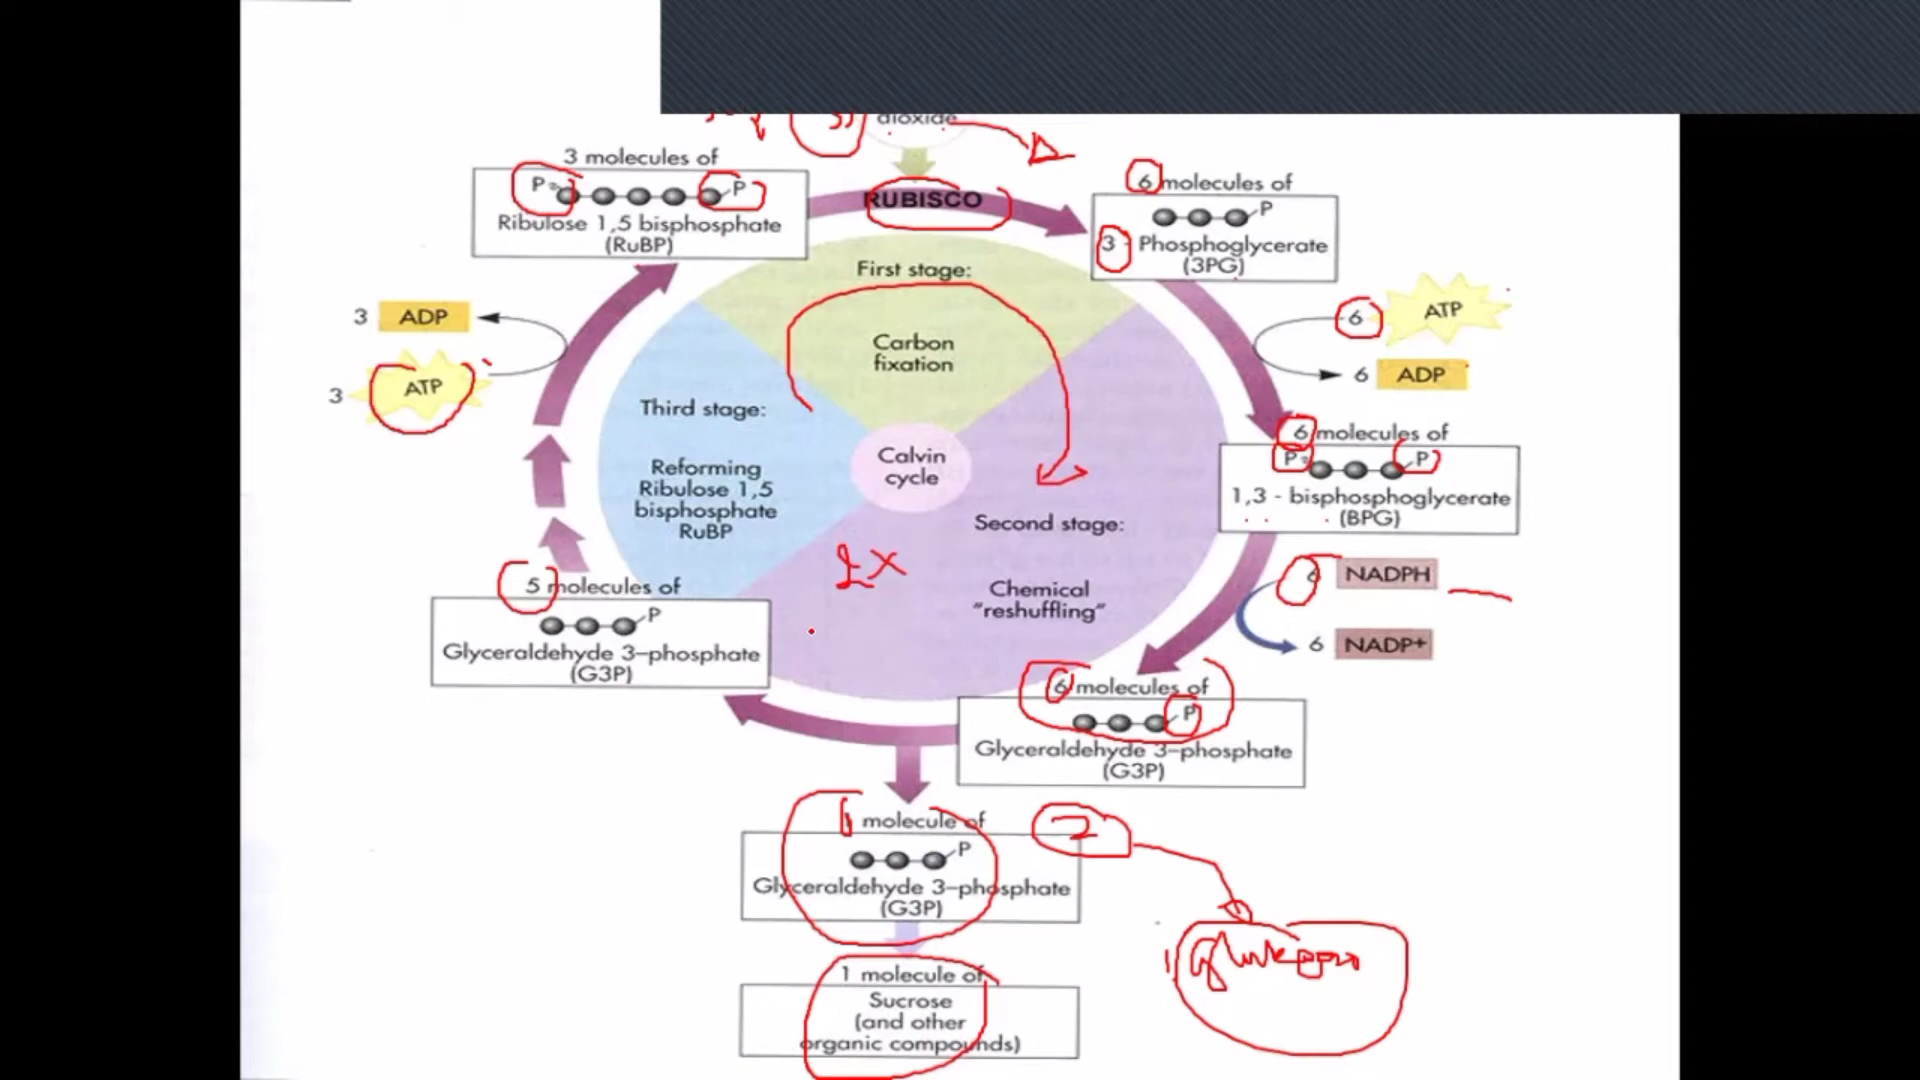 dioxide
3 molecules of
P
P
Ribulose 1,5 bisphosphate
(RuBP)
RUBISCO
6 molecules of
P
3 - Phosphoglycerate
(3PG)
First stage:
Carbon
fixation
3 ADP
3 ATP
6 ATP
6 ADP
Third stage:
Reforming
Ribulose 1,5
bisphosphate
RuBP
Calvin
cycle
6 molecules of
P
P
1,3 - bisphosphoglycerate
(BPG)
Second stage:
Chemical
"reshuffling"
6 NADPH
6 NADP+
5 molecules of
P
Glyceraldehyde 3–phosphate
(G3P)
6 molecules of
P
Glyceraldehyde 3–phosphate
(G3P)
1 molecule of
P
Glyceraldehyde 3–phosphate
(G3P)
2
1 molecule of
Sucrose
(and other
organic compounds)